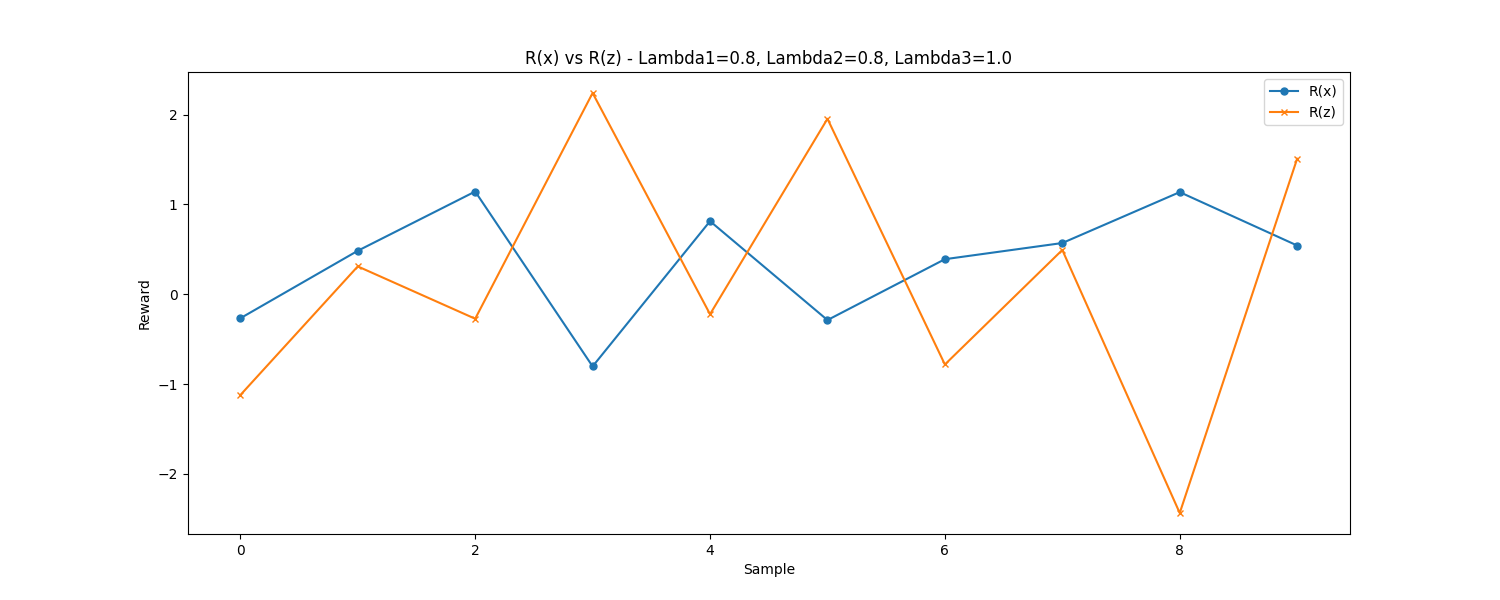 R(x) vs R(z) - Lambda1=0.8, Lambda2=0.8, Lambda3=1.0
R(x)
R(z)
Reward
2
1
0
−1
−2
0 2 4 6 8
Sample